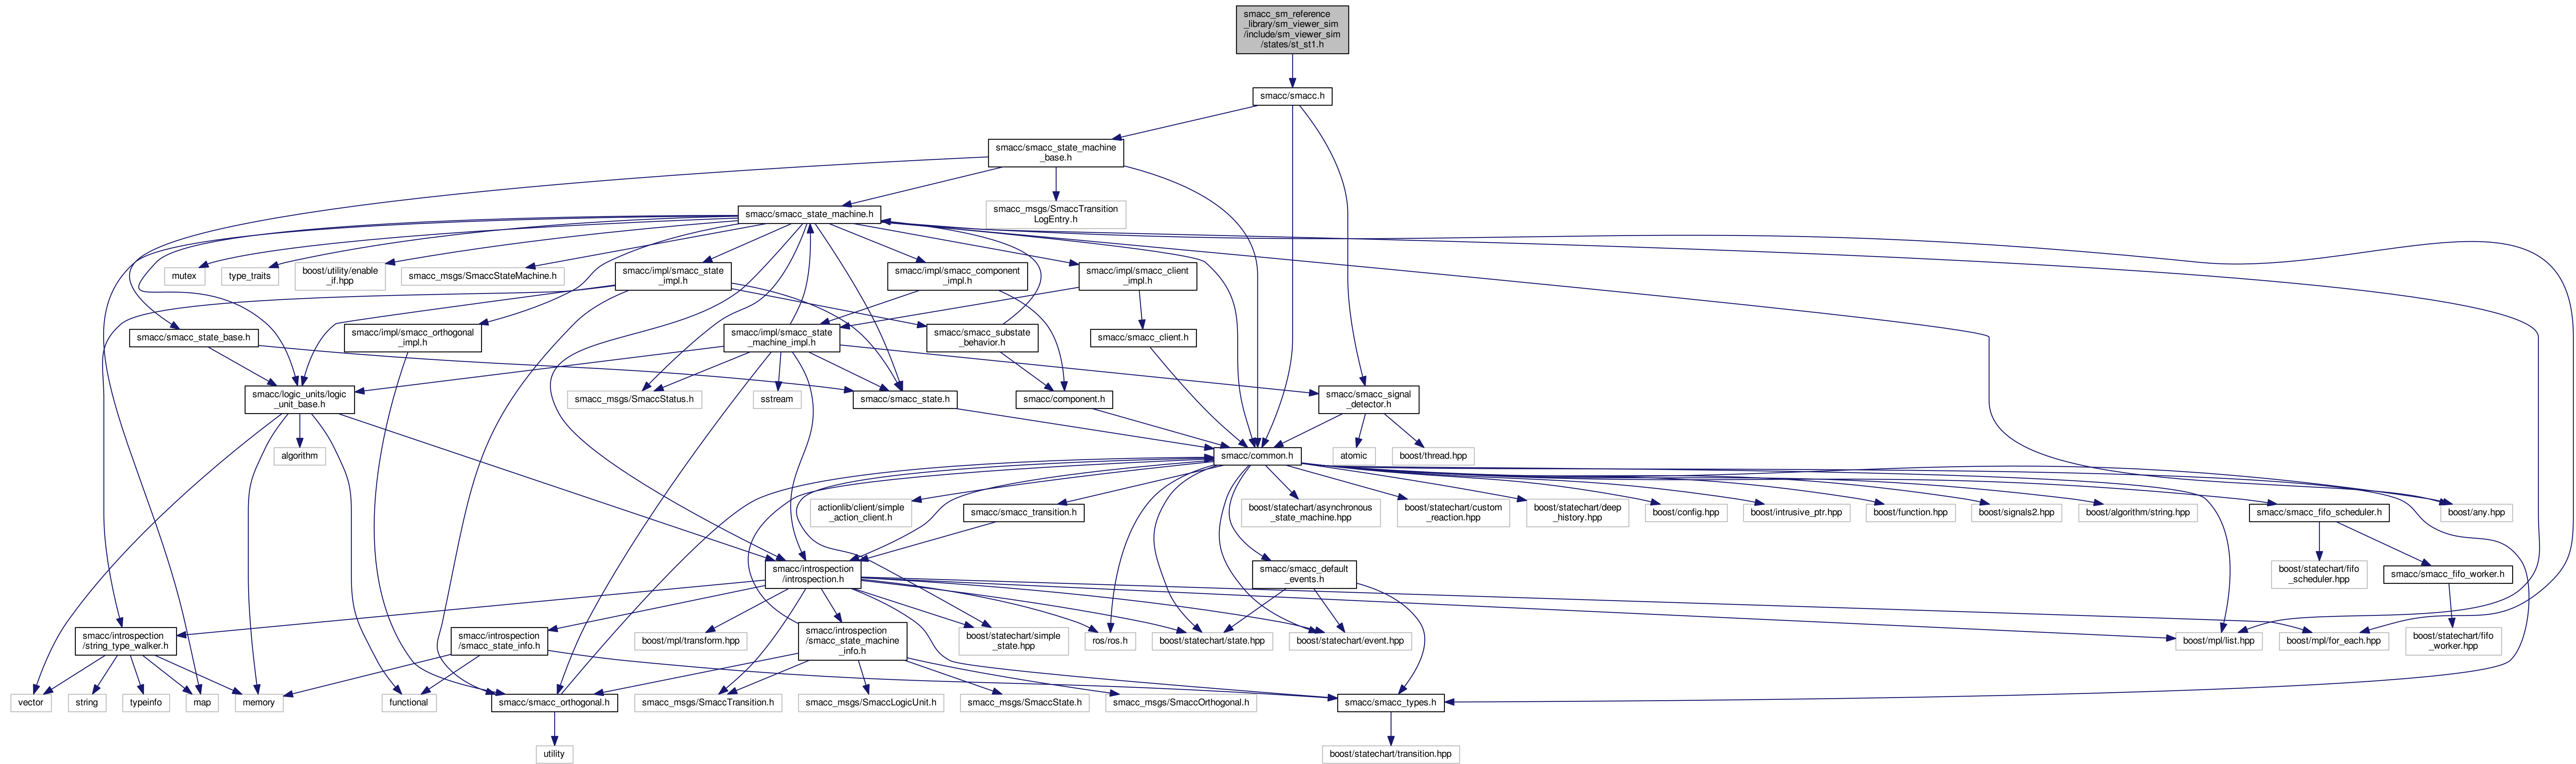 smacc_sm_reference
_library/sm_viewer_sim
/include/sm_viewer_sim
/states/st_st1.h
smacc/smacc.h
smacc/smacc_state_machine
_base.h
smacc/smacc_state_machine.h
smacc_msgs/SmaccTransition
LogEntry.h
mutex
type_traits
boost/utility/enable
_if.hpp
smacc_msgs/SmaccStateMachine.h
smacc/impl/smacc_state
_impl.h
smacc/impl/smacc_component
_impl.h
smacc/impl/smacc_client
_impl.h
smacc/smacc_state_base.h
smacc/impl/smacc_orthogonal
_impl.h
smacc/impl/smacc_state
_machine_impl.h
smacc/smacc_substate
_behavior.h
smacc/smacc_client.h
smacc/logic_units/logic
_unit_base.h
smacc_msgs/SmaccStatus.h
sstream
smacc/smacc_state.h
smacc/component.h
smacc/smacc_signal
_detector.h
algorithm
smacc/common.h
atomic
boost/thread.hpp
actionlib/client/simple
_action_client.h
smacc/smacc_transition.h
boost/statechart/asynchronous
_state_machine.hpp
boost/statechart/custom
_reaction.hpp
boost/statechart/deep
_history.hpp
boost/config.hpp
boost/intrusive_ptr.hpp
boost/function.hpp
boost/signals2.hpp
boost/algorithm/string.hpp
smacc/smacc_fifo_scheduler.h
boost/any.hpp
smacc/introspection
/introspection.h
smacc/smacc_default
_events.h
boost/statechart/fifo
_scheduler.hpp
smacc/smacc_fifo_worker.h
smacc/introspection
/string_type_walker.h
smacc/introspection
/smacc_state_info.h
boost/mpl/transform.hpp
smacc/introspection
/smacc_state_machine
_info.h
boost/statechart/simple
_state.hpp
ros/ros.h
boost/statechart/state.hpp
boost/statechart/event.hpp
boost/mpl/list.hpp
boost/mpl/for_each.hpp
boost/statechart/fifo
_worker.hpp
vector
string
typeinfo
map
memory
functional
smacc/smacc_orthogonal.h
smacc_msgs/SmaccTransition.h
smacc_msgs/SmaccLogicUnit.h
smacc_msgs/SmaccState.h
smacc_msgs/SmaccOrthogonal.h
smacc/smacc_types.h
utility
boost/statechart/transition.hpp